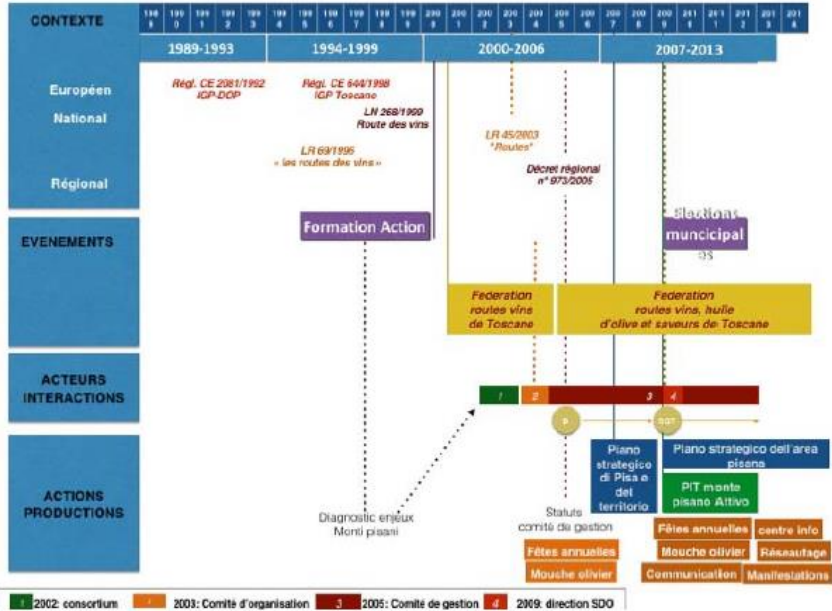 CONTEXTE
1989-1993
1994-1999
2000-2006
2007-2013
Européen
Régl. CE 2081/1992
IGP-DOP
Régl. CE 644/1998
IGP Toscane
National
LN 268/1999
Route des vins
LR 45/2003
"Routes"
LR 69/1996
« les routes des vins »
Décret régional
n° 973/2005
Régional
EVENEMENTS
Formation Action
Elections
muncicipal
es
Federation
routes vins
de Toscane
Federation
routes vins, huile
d'olive et saveurs de Toscane
ACTEURS
INTERACTIONS
1
2
3
4
ACTIONS
PRODUCTIONS
Piano
strategico
di Pisa e
del
territorio
Piano strategico dell'area
pisana
PIT monte
pisano Attivo
Diagnostic enjeux
Monti pisani
Statuts
comité de gestion
Fêtes annuelles
Mouche olivier
Fêtes annuelles
centre info
Mouche olivier
Réseautage
Communication
Manifestations
1 2002: consortium
2003: Comité d'organisation
3 2005: Comité de gestion
4 2009: direction SDO